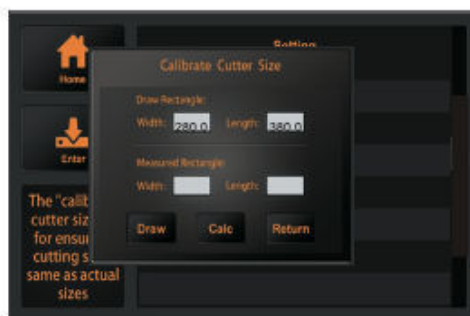 Setting
Home
Calibrate Cutter Size
Draw Rectangle:
Width: 280.0 Length: 380.0
Enter
Measured Rectangle:
Width: Length:
Draw Calc Return
The "calib
cutter siz
for ensu
cutting s
same as actual
sizes